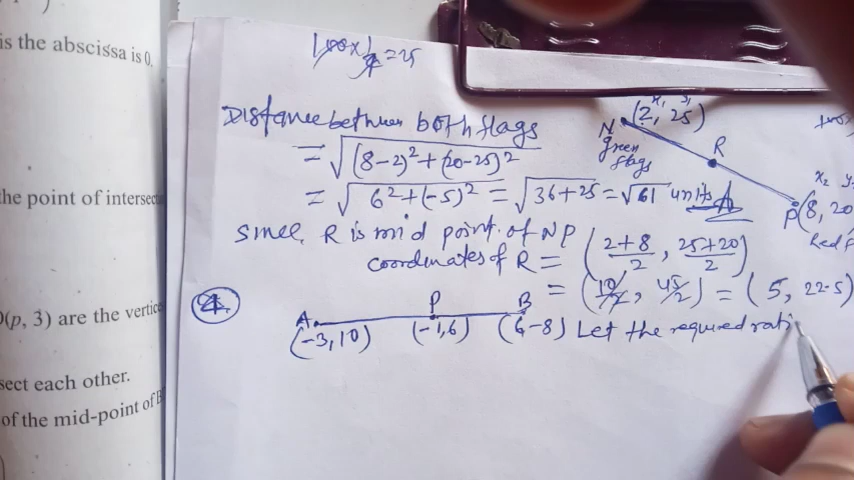 is the abscissa is 0.
the point of intersec
(p, 3) are the vertice
sect each other.
of the mid-point of B
= 25
Distance between both flags
= √(8-2)² + (20-25)²
= √6² + (-5)² = √36+25 = √61 units
N (2, 25)
green
flags
R
x₂
P(8, 20
Red F
Since, R is mid point of NP
coordinates of R = (2+8/2, 25+20/2)
= (10/2, 45/2) = (5, 22.5)
4.
A P B
(-3,10) (-1,6) (6-8) Let the required rati